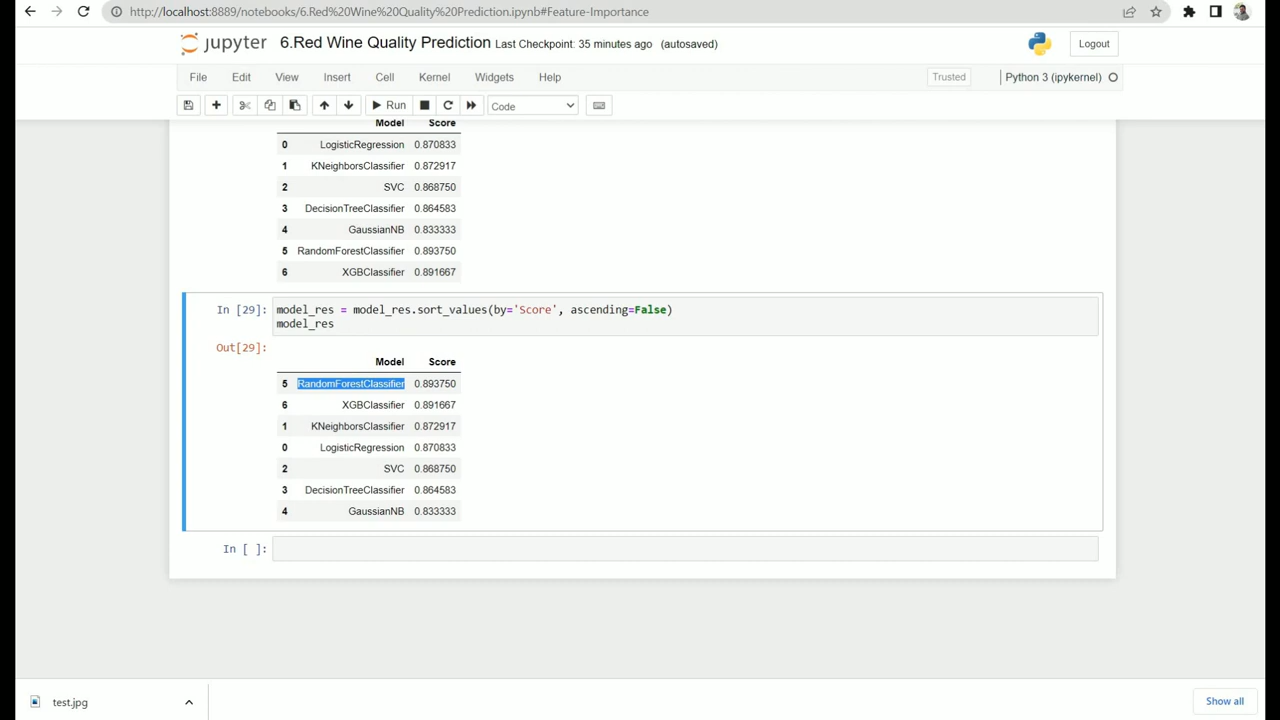 http://localhost:8889/notebooks/6.Red%20Wine%20Quality%20Prediction.ipynb#Feature-Importance
jupyter 6.Red Wine Quality Prediction Last Checkpoint: 35 minutes ago (autosaved) Logout
File Edit View Insert Cell Kernel Widgets Help Trusted Python 3 (ipykernel)
Run Code
Model Score
0 LogisticRegression 0.870833
1 KNeighborsClassifier 0.872917
2 SVC 0.868750
3 DecisionTreeClassifier 0.864583
4 GaussianNB 0.833333
5 RandomForestClassifier 0.893750
6 XGBClassifier 0.891667
In [29]: model_res = model_res.sort_values(by='Score', ascending=False)
model_res
Out[29]:
Model Score
5 RandomForestClassifier 0.893750
6 XGBClassifier 0.891667
1 KNeighborsClassifier 0.872917
0 LogisticRegression 0.870833
2 SVC 0.868750
3 DecisionTreeClassifier 0.864583
4 GaussianNB 0.833333
In [ ]:
test.jpg Show all